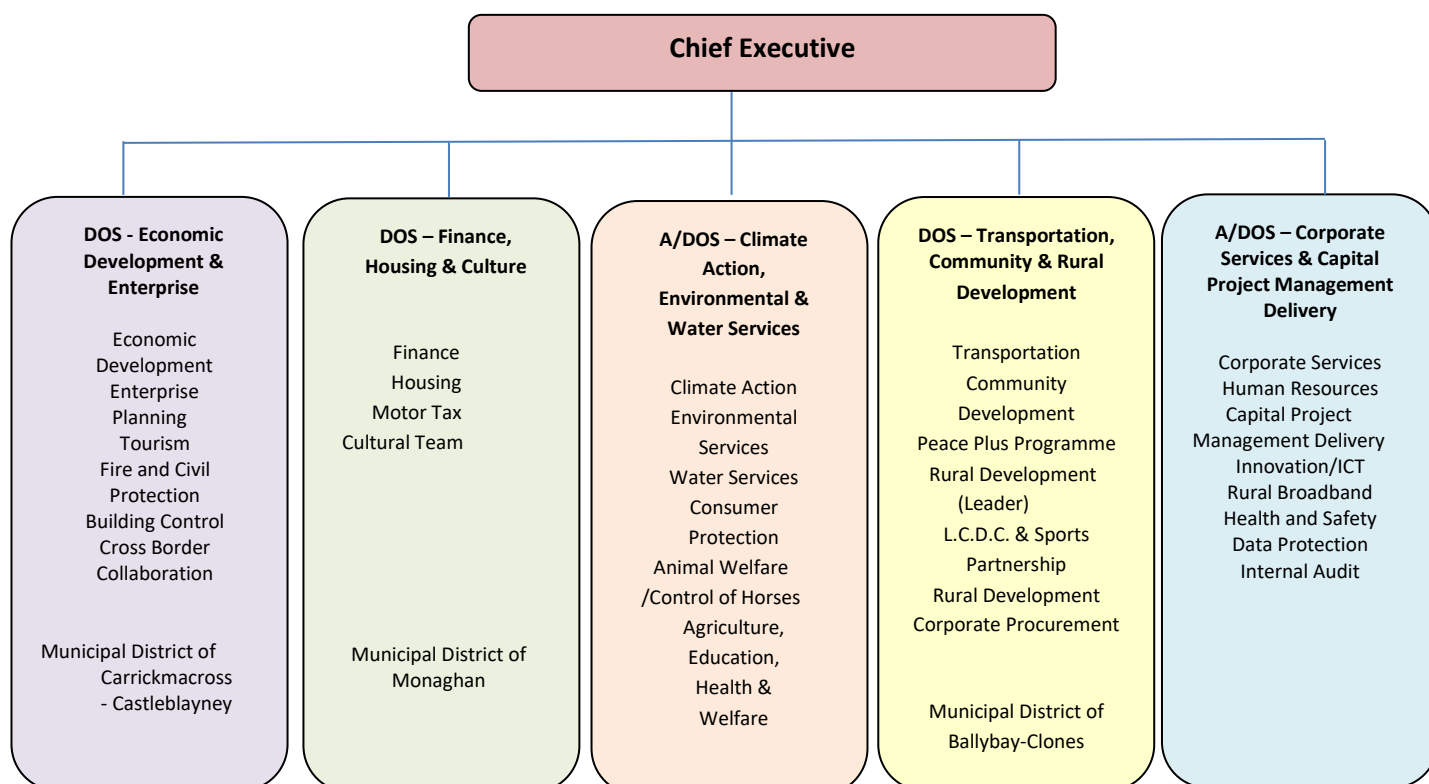 Chief Executive
DOS - Economic
Development &
Enterprise
Economic
Development
Enterprise
Planning
Tourism
Fire and Civil
Protection
Building Control
Cross Border
Collaboration
Municipal District of
Carrickmacross
- Castleblayney
DOS – Finance,
Housing & Culture
Finance
Housing
Motor Tax
Cultural Team
Municipal District of
Monaghan
A/DOS – Climate
Action,
Environmental &
Water Services
Climate Action
Environmental
Services
Water Services
Consumer
Protection
Animal Welfare
/Control of Horses
Agriculture,
Education,
Health &
Welfare
DOS – Transportation,
Community & Rural
Development
Transportation
Community
Development
Peace Plus Programme
Rural Development
(Leader)
L.C.D.C. & Sports
Partnership
Rural Development
Corporate Procurement
Municipal District of
Ballybay-Clones
A/DOS – Corporate
Services & Capital
Project Management
Delivery
Corporate Services
Human Resources
Capital Project
Management Delivery
Innovation/ICT
Rural Broadband
Health and Safety
Data Protection
Internal Audit